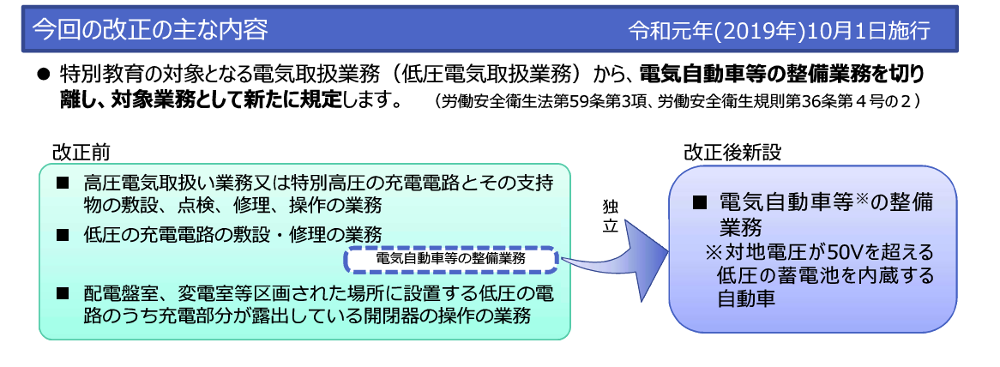 今回の改正の主な内容
令和元年(2019年)10月1日施行
● 特別教育の対象となる電気取扱業務（低圧電気取扱業務）から、電気自動車等の整備業務を切り
離し、対象業務として新たに規定します。 （労働安全衛生法第59条第3項、労働安全衛生規則第36条第４号の２）
改正前
■ 高圧電気取扱い業務又は特別高圧の充電電路とその支持
物の敷設、点検、修理、操作の業務
■ 低圧の充電電路の敷設・修理の業務
電気自動車等の整備業務
■ 配電盤室、変電室等区画された場所に設置する低圧の電
路のうち充電部分が露出している開閉器の操作の業務
独
立
改正後新設
■ 電気自動車等※の整備
業務
※対地電圧が50Vを超える
低圧の蓄電池を内蔵する
自動車